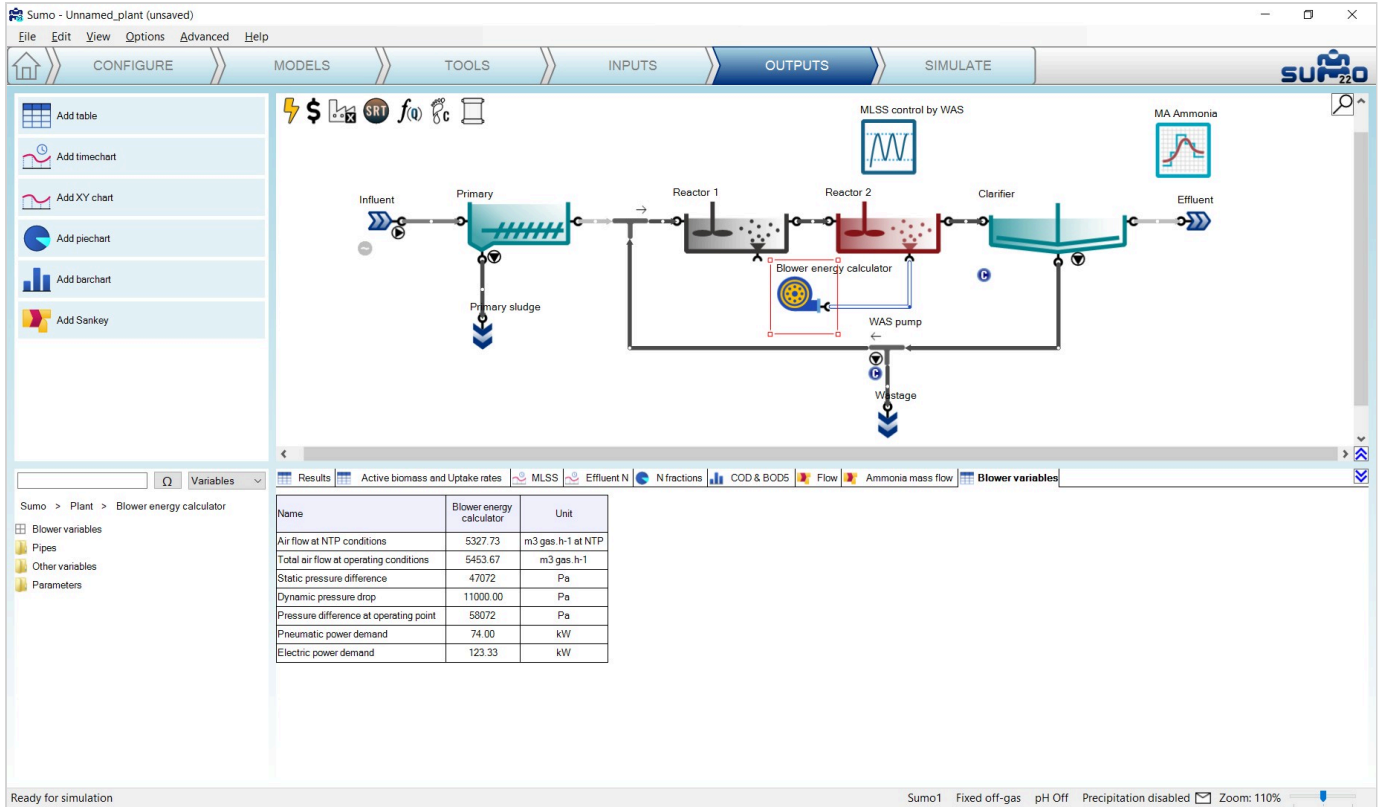 Sumo - Unnamed_plant (unsaved)
File Edit View Options Advanced Help
CONFIGURE MODELS TOOLS INPUTS OUTPUTS SIMULATE
SUMO 22
Add table
Add timechart
Add XY chart
Add piechart
Add barchart
Add Sankey
$ SRT f(Q) C
MLSS control by WAS
MA Ammonia
Influent
Primary
Reactor 1
Reactor 2
Clarifier
Effluent
Blower energy calculator
C
Primary sludge
WAS pump
C
Wastage
Ω Variables
Sumo > Plant > Blower energy calculator
Blower variables
Pipes
Other variables
Parameters
Results Active biomass and Uptake rates MLSS Effluent N N fractions COD & BOD5 Flow Ammonia mass flow Blower variables
Name Blower energy calculator Unit
Air flow at NTP conditions 5327.73 m3 gas.h-1 at NTP
Total air flow at operating conditions 5453.67 m3 gas.h-1
Static pressure difference 47072 Pa
Dynamic pressure drop 11000.00 Pa
Pressure difference at operating point 58072 Pa
Pneumatic power demand 74.00 kW
Electric power demand 123.33 kW
Ready for simulation
Sumo1 Fixed off-gas pH Off Precipitation disabled Zoom: 110%